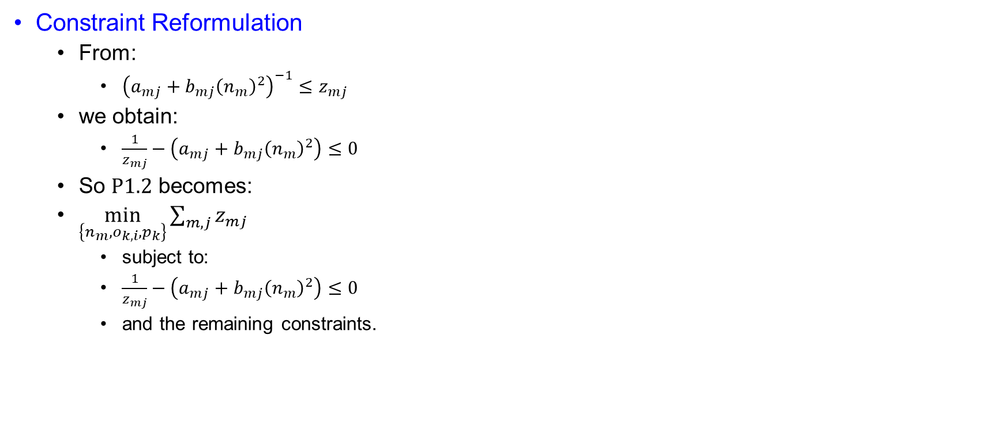 • Constraint Reformulation
• From:
• (a_{mj} + b_{mj}(n_m)^2)^{-1} ≤ z_{mj}
• we obtain:
• \frac{1}{z_{mj}} − (a_{mj} + b_{mj}(n_m)^2) ≤ 0
• So P1.2 becomes:
• \min_{\{n_m,o_{k,i},p_k\}} ∑_{m,j} z_{mj}
• subject to:
• \frac{1}{z_{mj}} − (a_{mj} + b_{mj}(n_m)^2) ≤ 0
• and the remaining constraints.